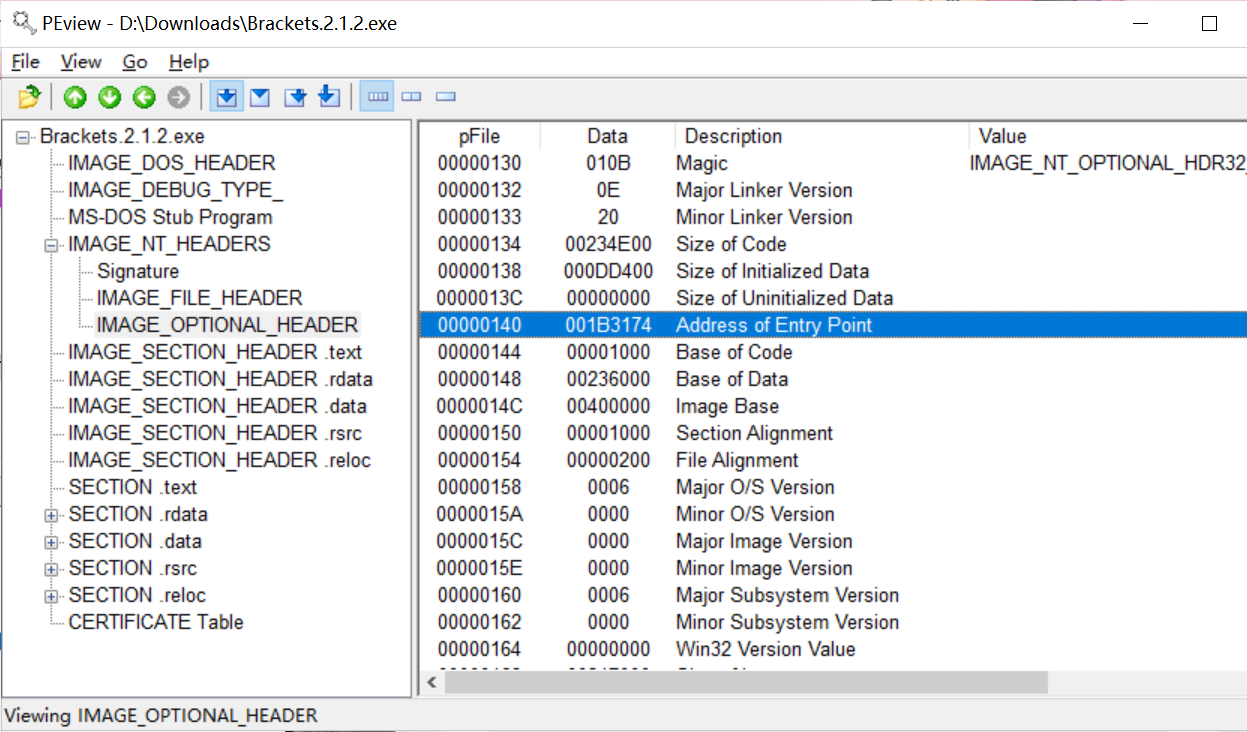 PEview - D:\Downloads\Brackets.2.1.2.exe
File View Go Help
Brackets.2.1.2.exe
IMAGE_DOS_HEADER
IMAGE_DEBUG_TYPE_
MS-DOS Stub Program
IMAGE_NT_HEADERS
Signature
IMAGE_FILE_HEADER
IMAGE_OPTIONAL_HEADER
IMAGE_SECTION_HEADER .text
IMAGE_SECTION_HEADER .rdata
IMAGE_SECTION_HEADER .data
IMAGE_SECTION_HEADER .rsrc
IMAGE_SECTION_HEADER .reloc
SECTION .text
SECTION .rdata
SECTION .data
SECTION .rsrc
SECTION .reloc
CERTIFICATE Table
pFile Data Description Value
00000130 010B Magic IMAGE_NT_OPTIONAL_HDR32_
00000132 0E Major Linker Version
00000133 20 Minor Linker Version
00000134 00234E00 Size of Code
00000138 000DD400 Size of Initialized Data
0000013C 00000000 Size of Uninitialized Data
00000140 001B3174 Address of Entry Point
00000144 00001000 Base of Code
00000148 00236000 Base of Data
0000014C 00400000 Image Base
00000150 00001000 Section Alignment
00000154 00000200 File Alignment
00000158 0006 Major O/S Version
0000015A 0000 Minor O/S Version
0000015C 0000 Major Image Version
0000015E 0000 Minor Image Version
00000160 0006 Major Subsystem Version
00000162 0000 Minor Subsystem Version
00000164 00000000 Win32 Version Value
Viewing IMAGE_OPTIONAL_HEADER